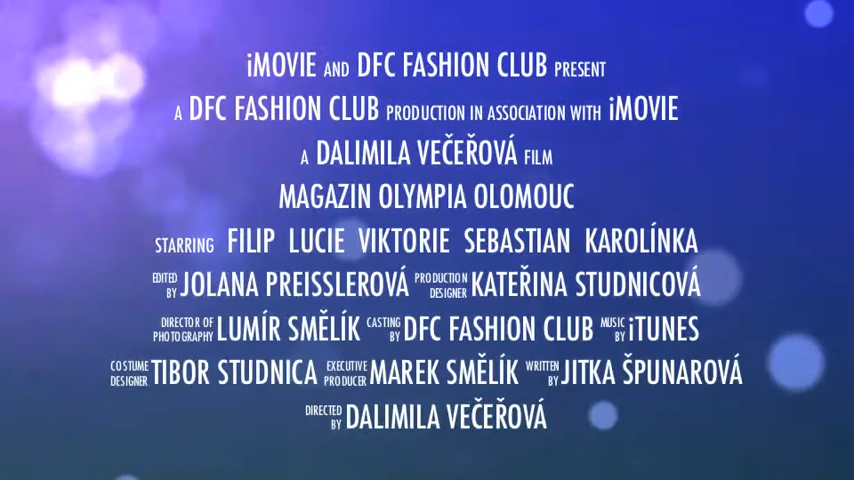 iMOVIE AND DFC FASHION CLUB PRESENT
A DFC FASHION CLUB PRODUCTION IN ASSOCIATION WITH iMOVIE
A DALIMILA VEČEŘOVÁ FILM
MAGAZIN OLYMPIA OLOMOUC
STARRING FILIP LUCIE VIKTORIE SEBASTIAN KAROLÍNKA
EDITED BY JOLANA PREISSLEROVÁ PRODUCTION DESIGNER KATEŘINA STUDNICOVÁ
DIRECTOR OF PHOTOGRAPHY LUMÍR SMĚLÍK CASTING BY DFC FASHION CLUB MUSIC BY iTUNES
COSTUME DESIGNER TIBOR STUDNICA EXECUTIVE PRODUCER MAREK SMĚLÍK WRITTEN BY JITKA ŠPUNAROVÁ
DIRECTED BY DALIMILA VEČEŘOVÁ